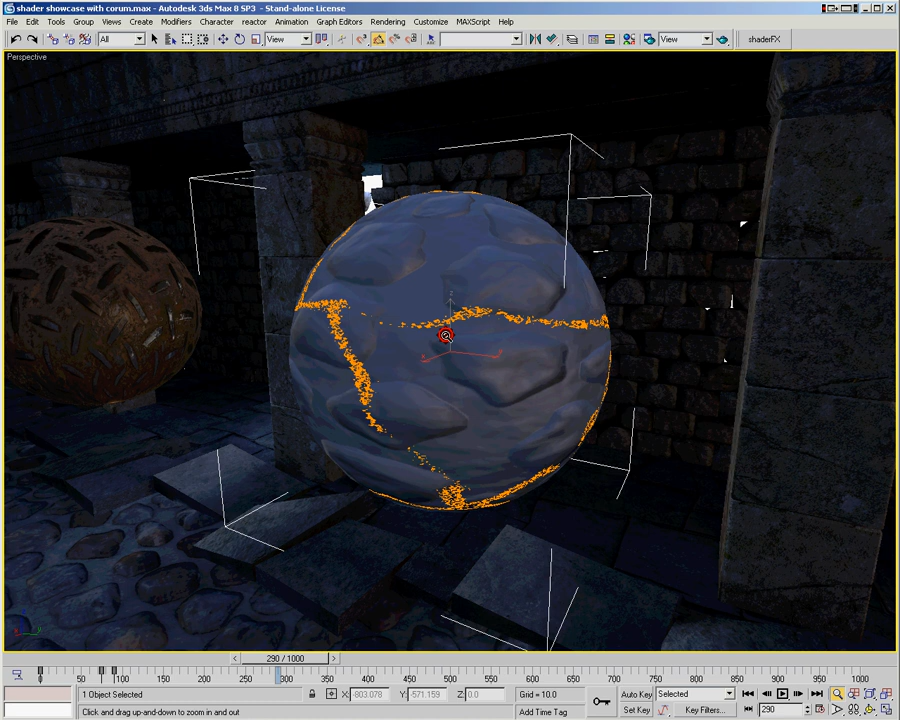 shader showcase with corum.max - Autodesk 3ds Max 8 SP3 - Stand-alone License
File Edit Tools Group Views Create Modifiers Character reactor Animation Graph Editors Rendering Customize MAXScript Help
All View View shaderFX
Perspective
z
x
290 / 1000
50 100 150 200 250 300 350 400 450 500 550 600 650 700 750 800 850 900 950 1000
1 Object Selected X: -803.078 Y: -571.159 Z: 0.0 Grid = 10.0 Auto Key Selected
Click and drag up-and-down to zoom in and out Add Time Tag Set Key Key Filters... 290